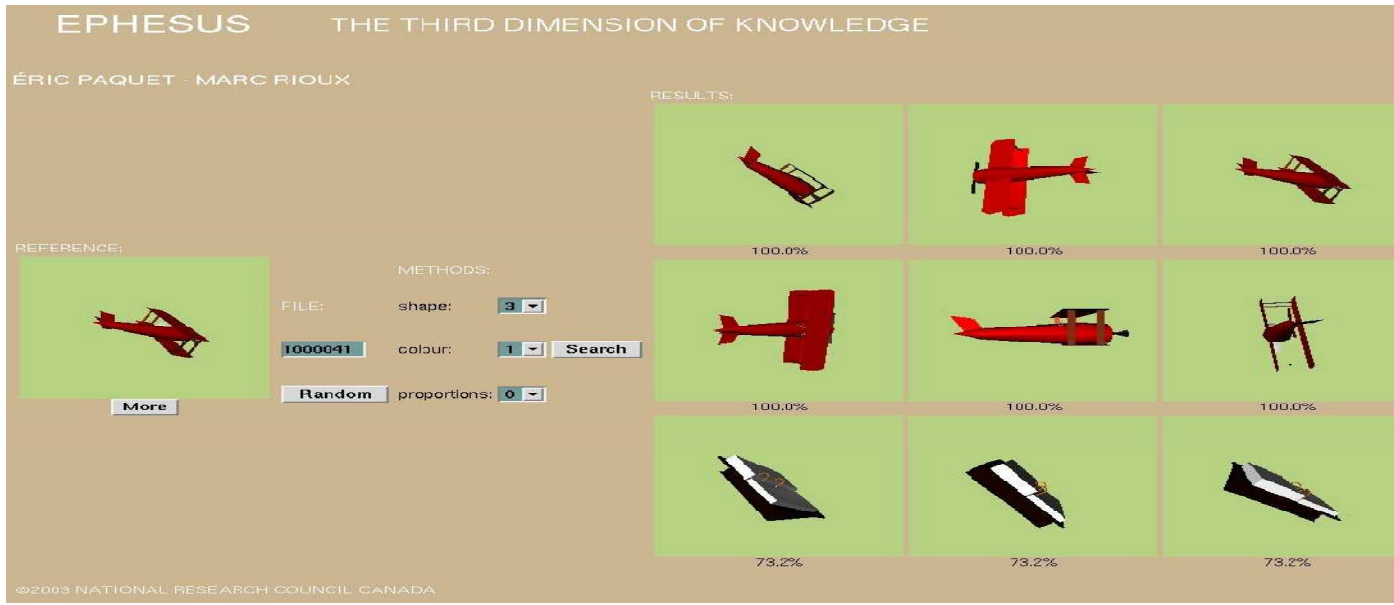 EPHESUS THE THIRD DIMENSION OF KNOWLEDGE
ÉRIC PAQUET - MARC RIOUX
REFERENCE:
More
FILE:
1000041
Random
METHODS:
shape: 3
colour: 1 Search
proportions: 0
RESULTS:
100.0% 100.0% 100.0%
100.0% 100.0% 100.0%
73.2% 73.2% 73.2%
©2003 NATIONAL RESEARCH COUNCIL CANADA